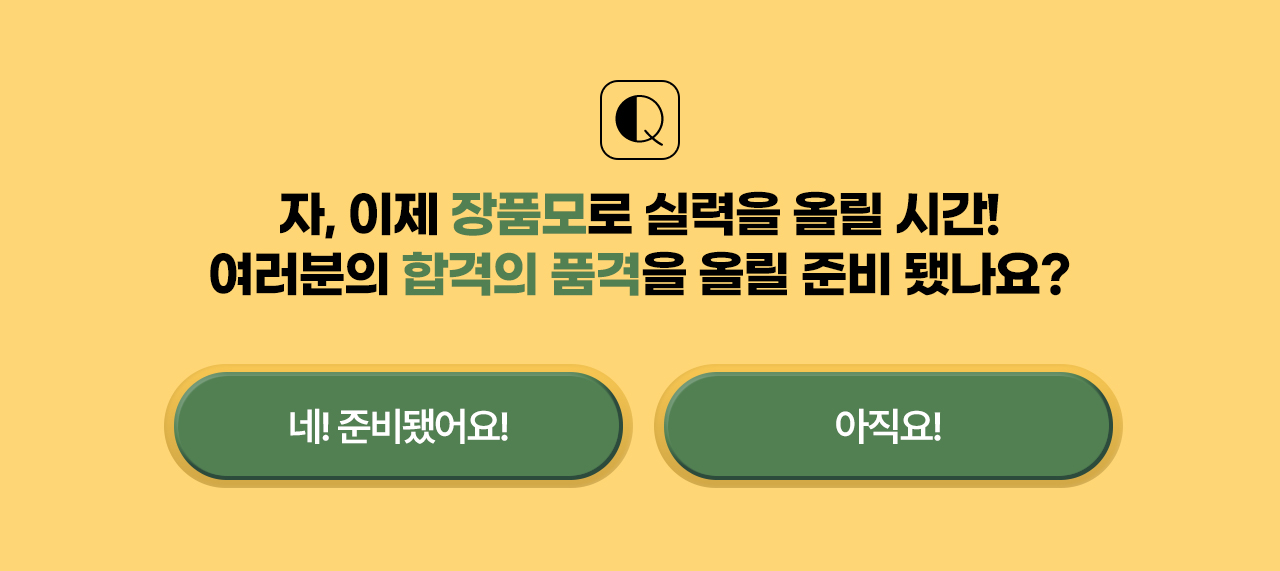 Q
자, 이제 장품모로 실력을 올릴 시간!
여러분의 합격의 품격을 올릴 준비 됐나요?
네! 준비됐어요!
아직요!